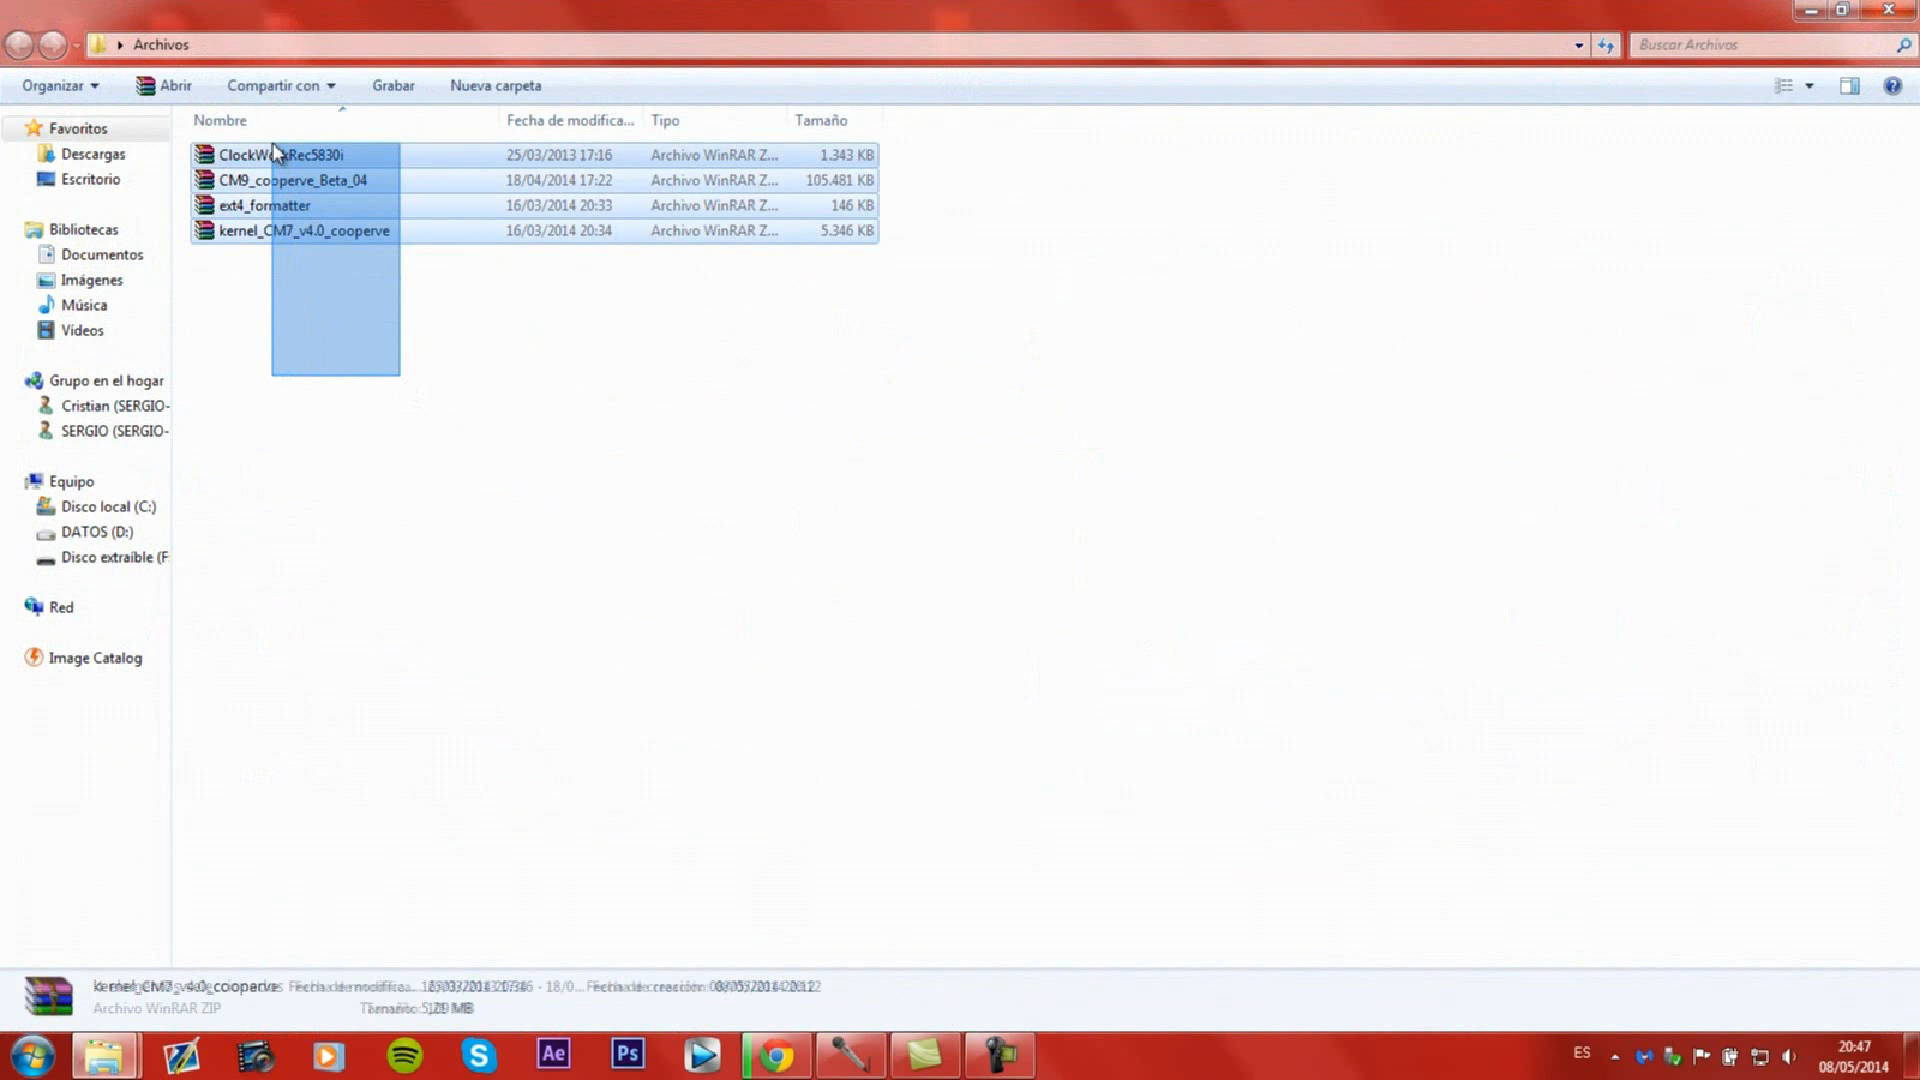 Archivos
Buscar Archivos
Organizar
Abrir
Compartir con
Grabar
Nueva carpeta
Nombre
Fecha de modifica...
Tipo
Tamaño
Favoritos
Descargas
Escritorio
Bibliotecas
Documentos
Imágenes
Música
Vídeos
Grupo en el hogar
Cristian (SERGIO-
SERGIO (SERGIO-
Equipo
Disco local (C:)
DATOS (D:)
Disco extraíble (F:
Red
Image Catalog
ClockWorkRec5830i 25/03/2013 17:16 Archivo WinRAR Z... 1.343 KB
CM9_cooperve_Beta_04 18/04/2014 17:22 Archivo WinRAR Z... 105.481 KB
ext4_formatter 16/03/2014 20:33 Archivo WinRAR Z... 146 KB
kernel_CM7_v4.0_cooperve 16/03/2014 20:34 Archivo WinRAR Z... 5.346 KB
kernel_CM7_v4.0_cooperve
Archivo WinRAR ZIP
Tamaño:
Ae
Ps
ES
20:47
08/05/2014